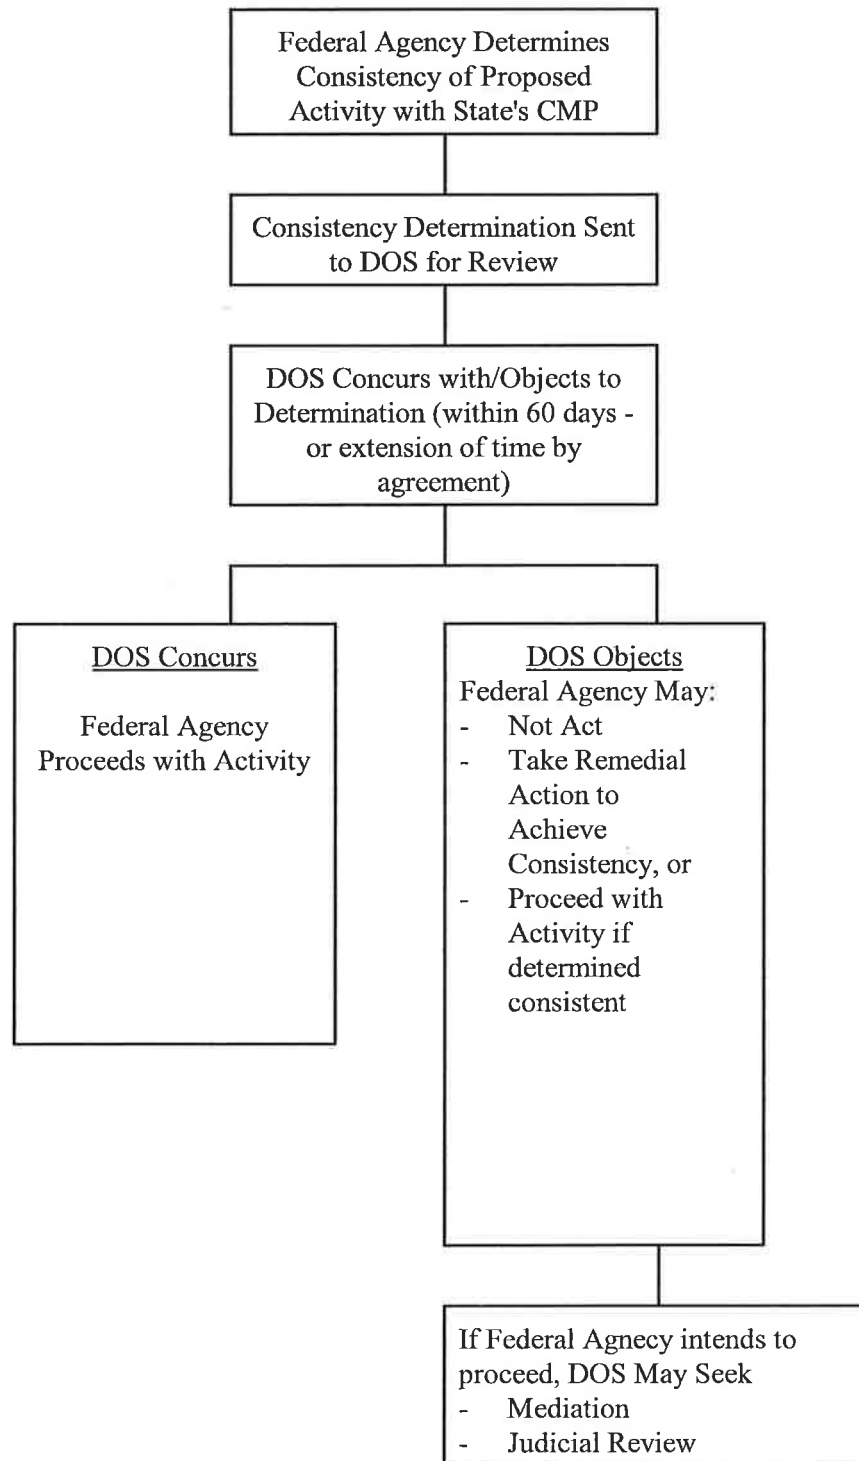 Federal Agency Determines
Consistency of Proposed
Activity with State's CMP
Consistency Determination Sent
to DOS for Review
DOS Concurs with/Objects to
Determination (within 60 days -
or extension of time by
agreement)
DOS Concurs
Federal Agency
Proceeds with Activity
DOS Objects
Federal Agency May:
- Not Act
- Take Remedial
Action to
Achieve
Consistency, or
- Proceed with
Activity if
determined
consistent
If Federal Agnecy intends to
proceed, DOS May Seek
- Mediation
- Judicial Review